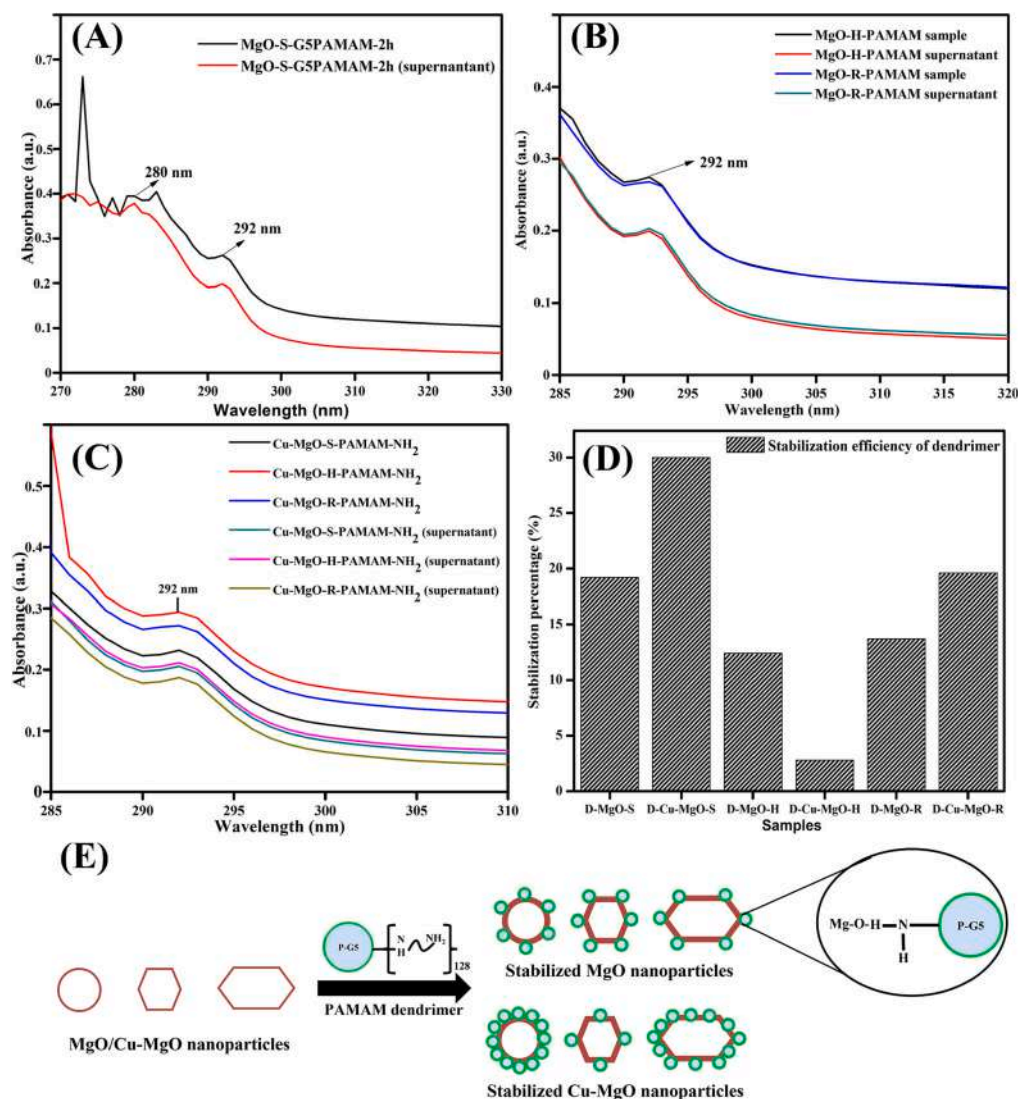 (A)
MgO-S-G5PAMAM-2h
MgO-S-G5PAMAM-2h (supernantant)
280 nm
292 nm
Absorbance (a.u.)
0.7
0.6
0.5
0.4
0.3
0.2
0.1
0
270 280 290 300 310 320 330
Wavelength (nm)
(B)
MgO-H-PAMAM sample
MgO-H-PAMAM supernatant
MgO-R-PAMAM sample
MgO-R-PAMAM supernatant
292 nm
Absorbance (a.u.)
0.4
0.3
0.2
0.1
0
285 290 295 300 305 310 315 320
Wavelength (nm)
(C)
Cu-MgO-S-PAMAM-NH2
Cu-MgO-H-PAMAM-NH2
Cu-MgO-R-PAMAM-NH2
Cu-MgO-S-PAMAM-NH2 (supernatant)
Cu-MgO-H-PAMAM-NH2 (supernatant)
Cu-MgO-R-PAMAM-NH2 (supernatant)
292 nm
Absorbance (a.u.)
0.5
0.4
0.3
0.2
0.1
0
285 290 295 300 305 310
Wavelength (nm)
(D)
Stabilization efficiency of dendrimer
Stabilization percentage (%)
30
25
20
15
10
5
0
D-MgO-S D-Cu-MgO-S D-MgO-H D-Cu-MgO-H D-MgO-R D-Cu-MgO-R
Samples
(E)
MgO/Cu-MgO nanoparticles
P-G5
N
H
NH2
128
PAMAM dendrimer
Stabilized MgO nanoparticles
Stabilized Cu-MgO nanoparticles
Mg-O-H N
H
P-G5